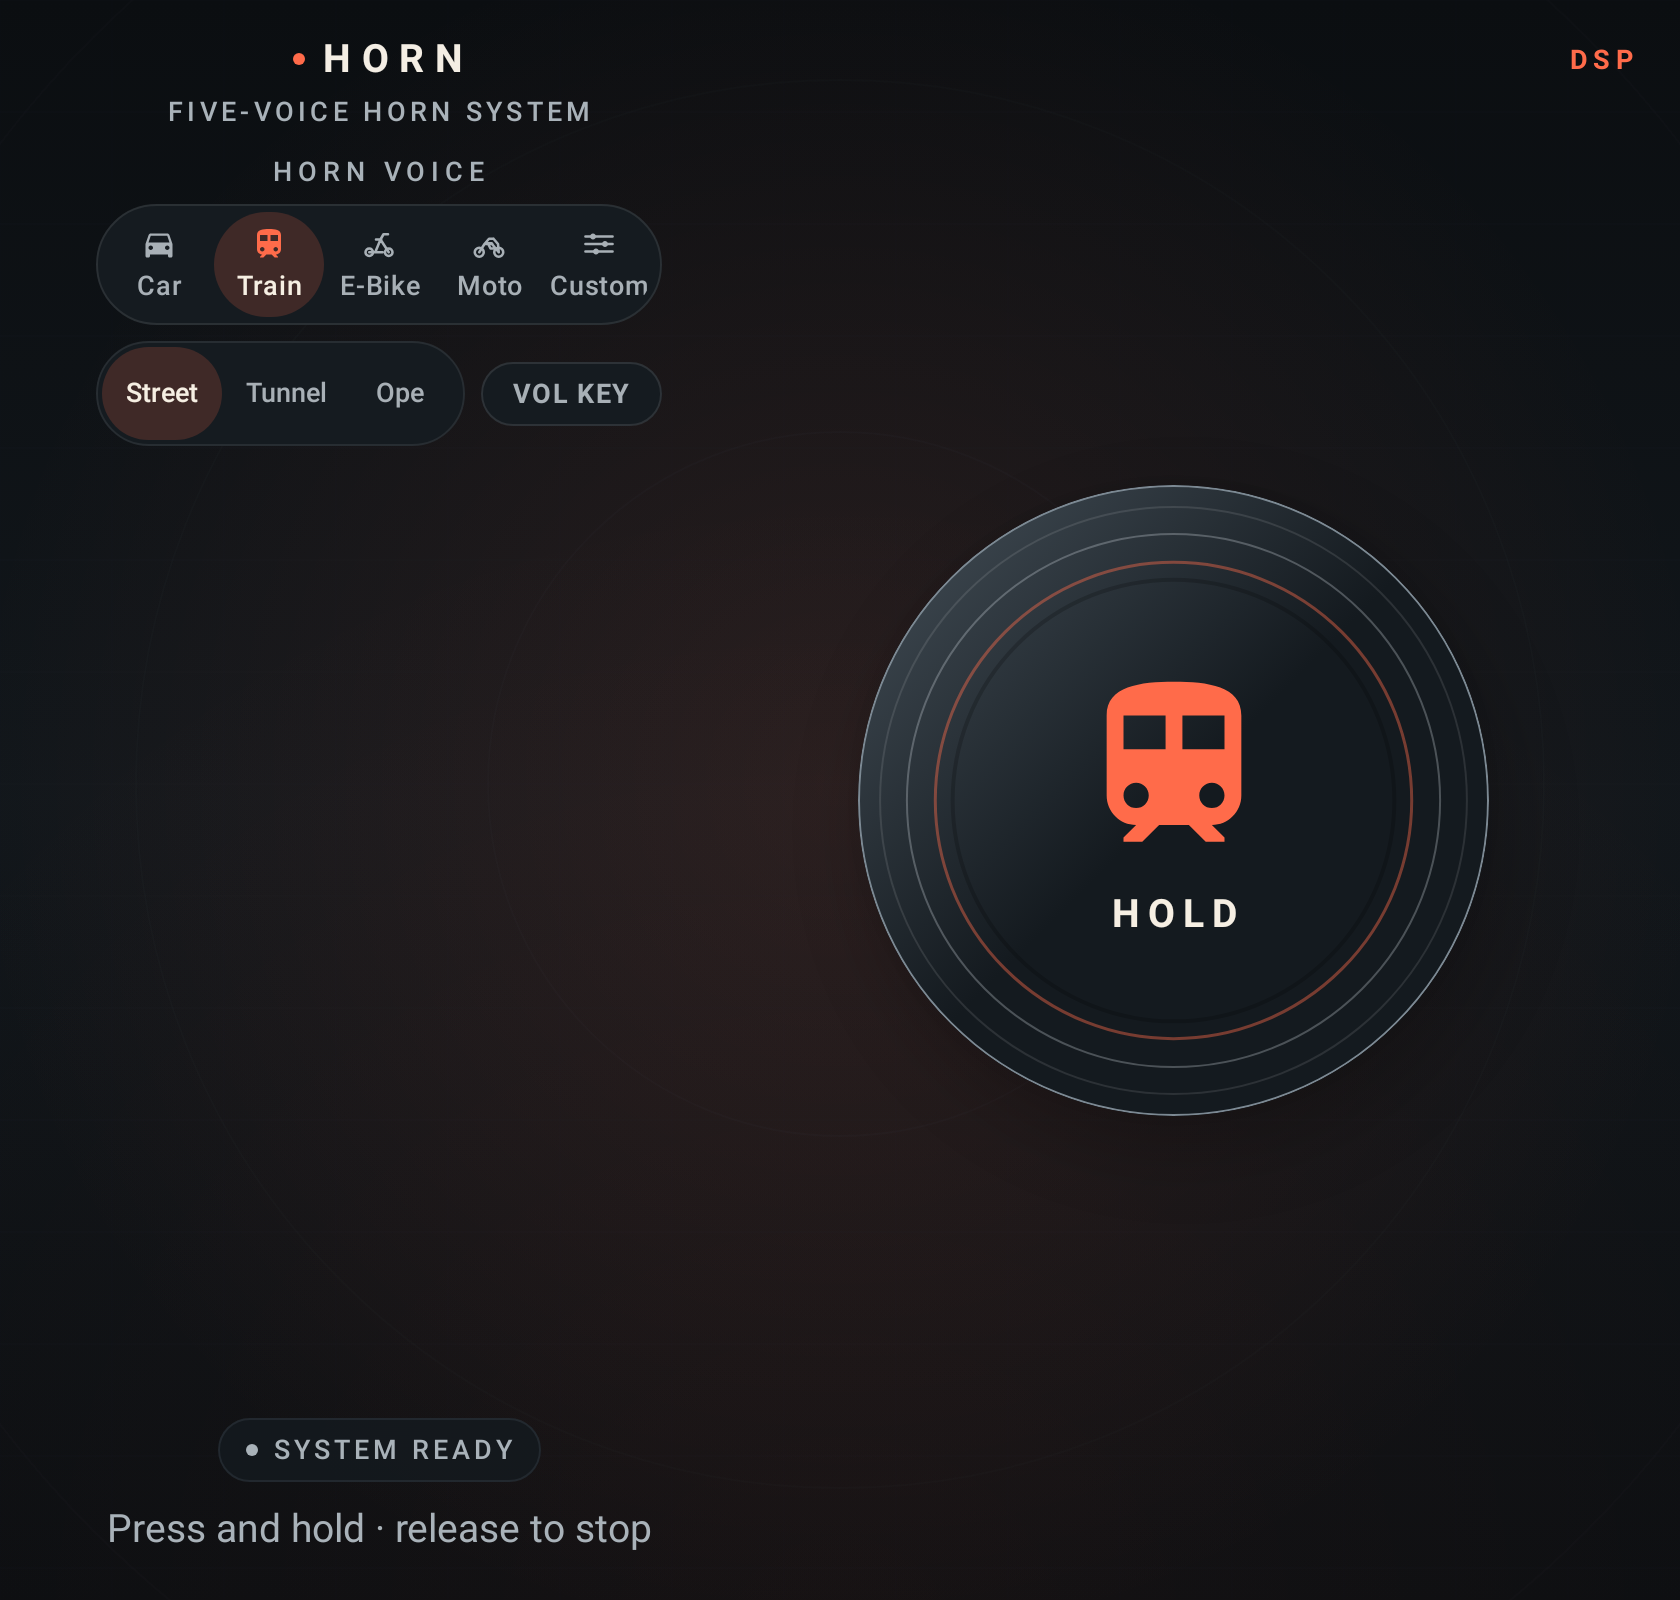 HORN
DSP
FIVE-VOICE HORN SYSTEM
HORN VOICE
Car Train E-Bike Moto Custom
Street Tunnel Ope VOL KEY
HOLD
SYSTEM READY
Press and hold · release to stop